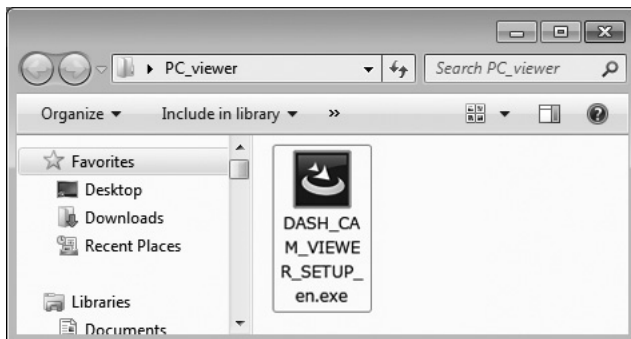 PC_viewer
Search PC_viewer
Organize
Include in library
»
Favorites
Desktop
Downloads
Recent Places
Libraries
Documents
DASH_CA
M_VIEWE
R_SETUP_
en.exe